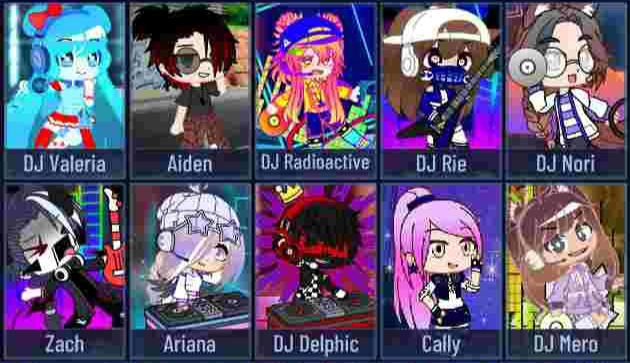 DJ Valeria
Aiden
DJ Radioactive
DJ Rie
DJ Nori
Zach
Ariana
DJ Delphic
Cally
DJ Mero